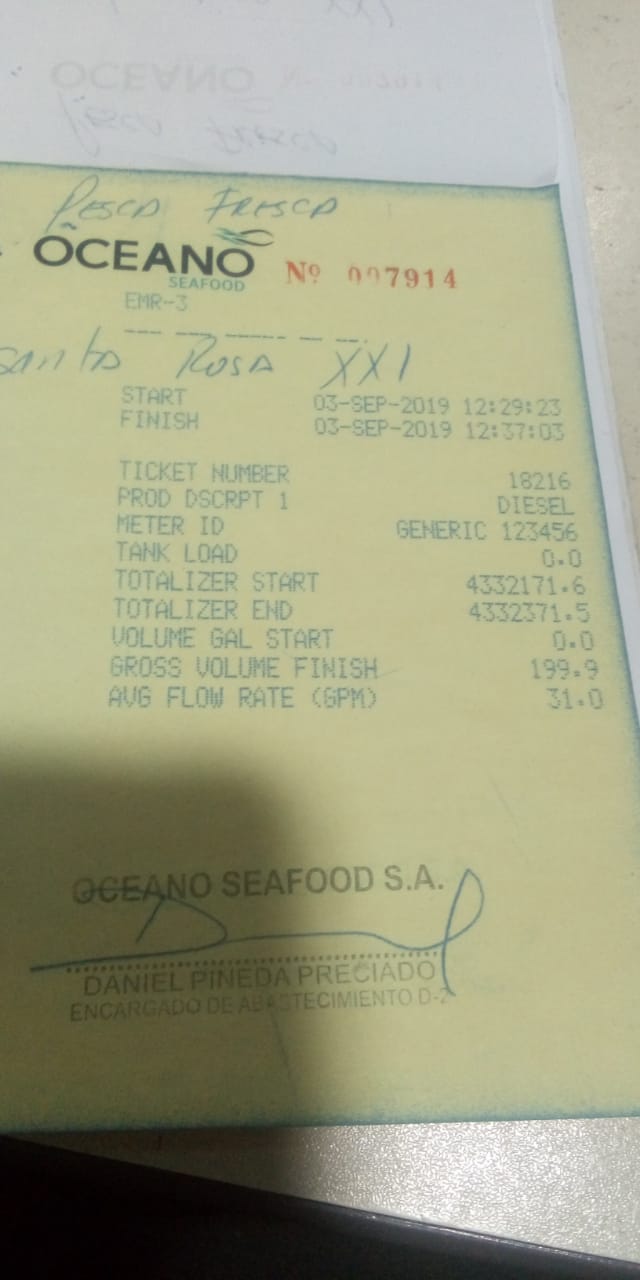 OCEANO
Pesca Fresca
Pesca Fresca
OCEANO
SEAFOOD
Nº 007914
EMR-3
Santa Rosa XXI
START 03-SEP-2019 12:29:23
FINISH 03-SEP-2019 12:37:03
TICKET NUMBER 18216
PROD DSCRPT 1 DIESEL
METER ID GENERIC 123456
TANK LOAD 0.0
TOTALIZER START 4332171.6
TOTALIZER END 4332371.5
VOLUME GAL START 0.0
GROSS VOLUME FINISH 199.9
AVG FLOW RATE (GPM) 31.0
OCEANO SEAFOOD S.A.
DANIEL PINEDA PRECIADO
ENCARGADO DE ABASTECIMIENTO D-2